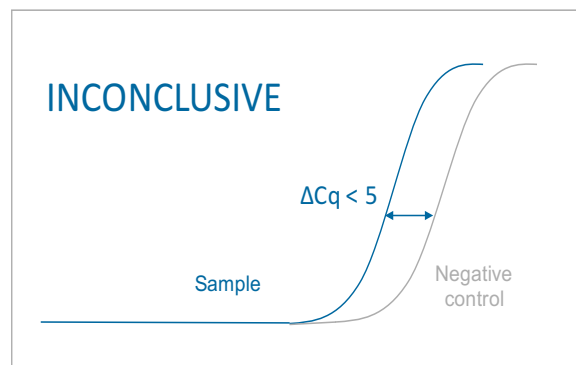 INCONCLUSIVE
ΔCq < 5
Sample
Negative
control